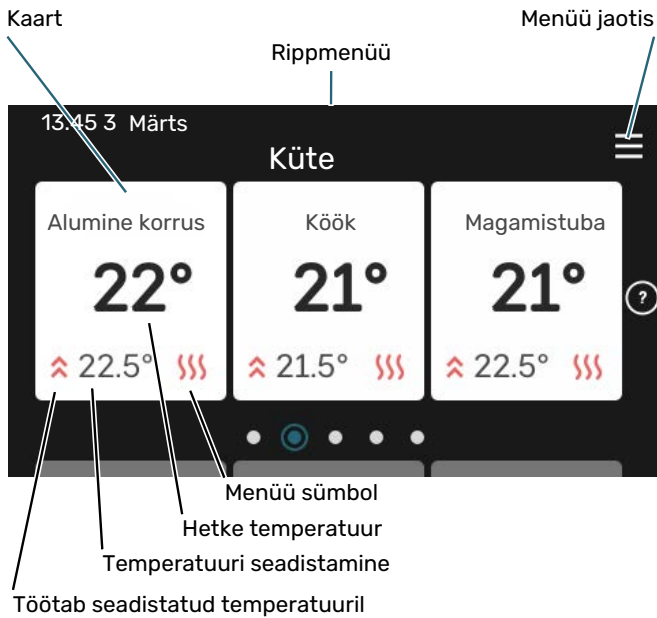 Kaart
Menüü jaotis
Rippmenüü
13.45 3 Märts
Küte
Alumine korrus
Köök
Magamistuba
22°
21°
21°
?
22.5°
21.5°
22.5°
Menüü sümbol
Hetke temperatuur
Temperatuuri seadistamine
Töötab seadistatud temperatuuril